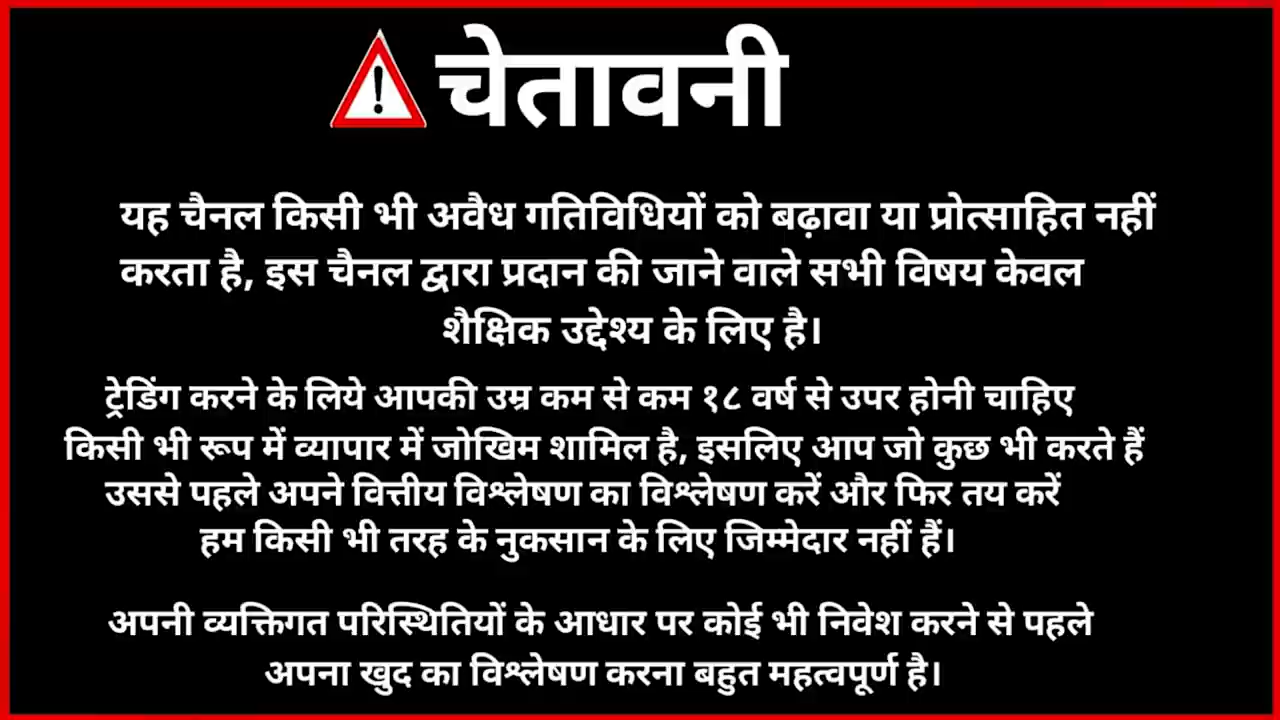 चेतावनी
यह चैनल किसी भी अवैध गतिविधियों को बढ़ावा या प्रोत्साहित नहीं
करता है, इस चैनल द्वारा प्रदान की जाने वाले सभी विषय केवल
शैक्षिक उद्देश्य के लिए है।
ट्रेडिंग करने के लिये आपकी उम्र कम से कम १८ वर्ष से उपर होनी चाहिए
किसी भी रूप में व्यापार में जोखिम शामिल है, इसलिए आप जो कुछ भी करते हैं
उससे पहले अपने वित्तीय विश्लेषण का विश्लेषण करें और फिर तय करें
हम किसी भी तरह के नुकसान के लिए जिम्मेदार नहीं हैं।
अपनी व्यक्तिगत परिस्थितियों के आधार पर कोई भी निवेश करने से पहले
अपना खुद का विश्लेषण करना बहुत महत्वपूर्ण है।